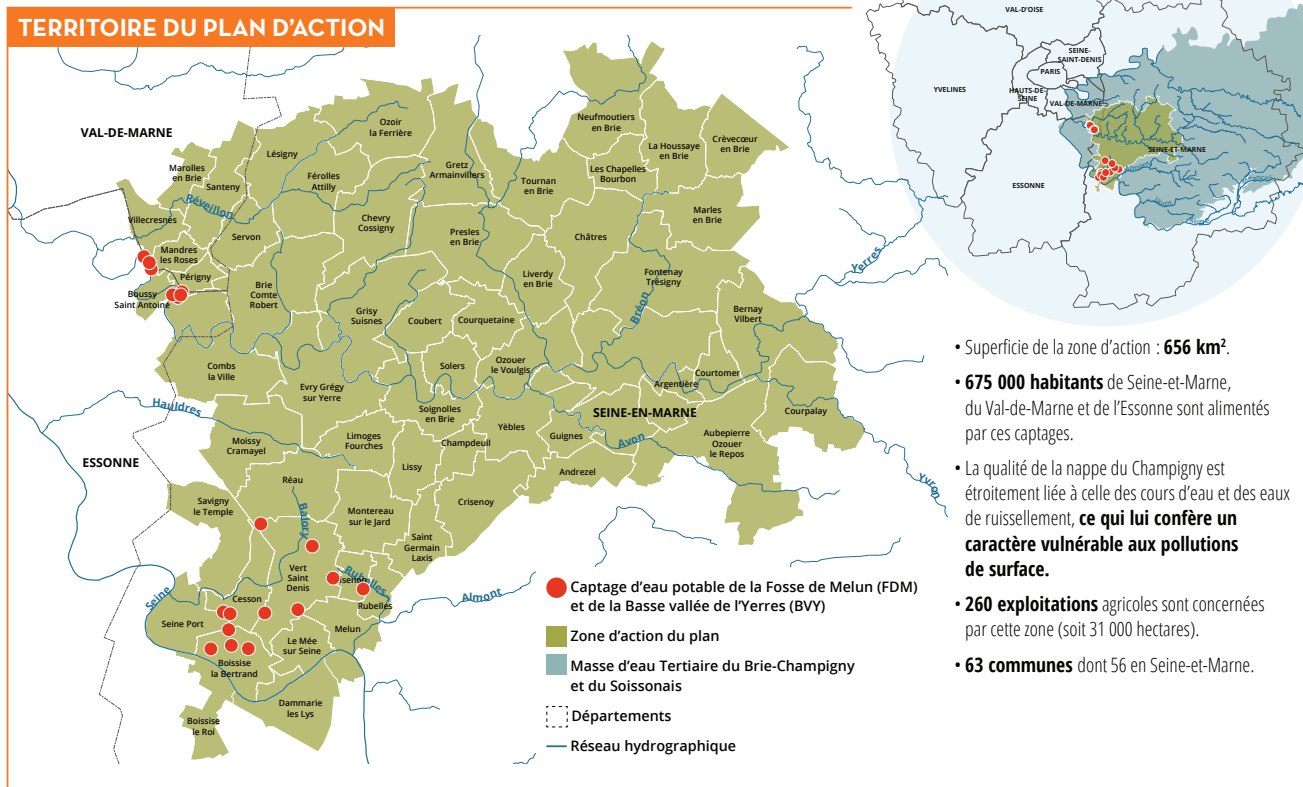 TERRITOIRE DU PLAN D'ACTION
VAL-D'OISE
SEINE-
SAINT-DENIS
PARIS
YVELINES
HAUTS-DE-
SEINE
VAL-DE-MARNE
SEINE-ET-MARNE
ESSONNE
VAL-DE-MARNE
Ozoir
la Ferrière
Neufmoutiers
en Brie
Crèvecœur
en Brie
La Houssaye
en Brie
Lésigny
Marolles
en Brie
Férolles
Attilly
Gretz
Armainvillers
Les Chapelles
Bourbon
Tournan
en Brie
Santeny
Réveillon
Villecresnes
Chevry
Cossigny
Marles
en Brie
Servon
Presles
en Brie
Châtres
Mandres
les Roses
Yerres
Périgny
Liverdy
en Brie
Fontenay
Trésigny
Boussy
Saint Antoine
Brie
Comte
Robert
Grisy
Suisnes
Coubert
Courquetaine
Bréon
Bernay
Vilbert
Combs
la Ville
Solers
Ozouer
le Voulgis
Courtomer
Argentière
Evry Grégy
sur Yerre
Hauldres
Soignolles
en Brie
SEINE-EN-MARNE
Courpalay
Yèbles
Guignes
Avon
Aubepierre
Ozouer
le Repos
Moissy
Cramayel
Limoges
Fourches
Champdeuil
ESSONNE
Lissy
Andrezel
Réau
Crisenoy
Yvron
Savigny
le Temple
Balory
Montereau
sur le Jard
Saint
Germain
Laxis
Vert
Saint
Denis
Rubelles
Seine
Cesson
Rubelles
Almont
Seine Port
Melun
Le Mée
sur Seine
Boissise
la Bertrand
Dammarie
les Lys
Boissise
le Roi
Captage d'eau potable de la Fosse de Melun (FDM)
et de la Basse vallée de l'Yerres (BVY)
Zone d'action du plan
Masse d'eau Tertiaire du Brie-Champigny
et du Soissonais
Départements
Réseau hydrographique
• Superficie de la zone d'action : 656 km².
• 675 000 habitants de Seine-et-Marne,
du Val-de-Marne et de l'Essonne sont alimentés
par ces captages.
• La qualité de la nappe du Champigny est
étroitement liée à celle des cours d'eau et des eaux
de ruissellement, ce qui lui confère un
caractère vulnérable aux pollutions
de surface.
• 260 exploitations agricoles sont concernées
par cette zone (soit 31 000 hectares).
• 63 communes dont 56 en Seine-et-Marne.